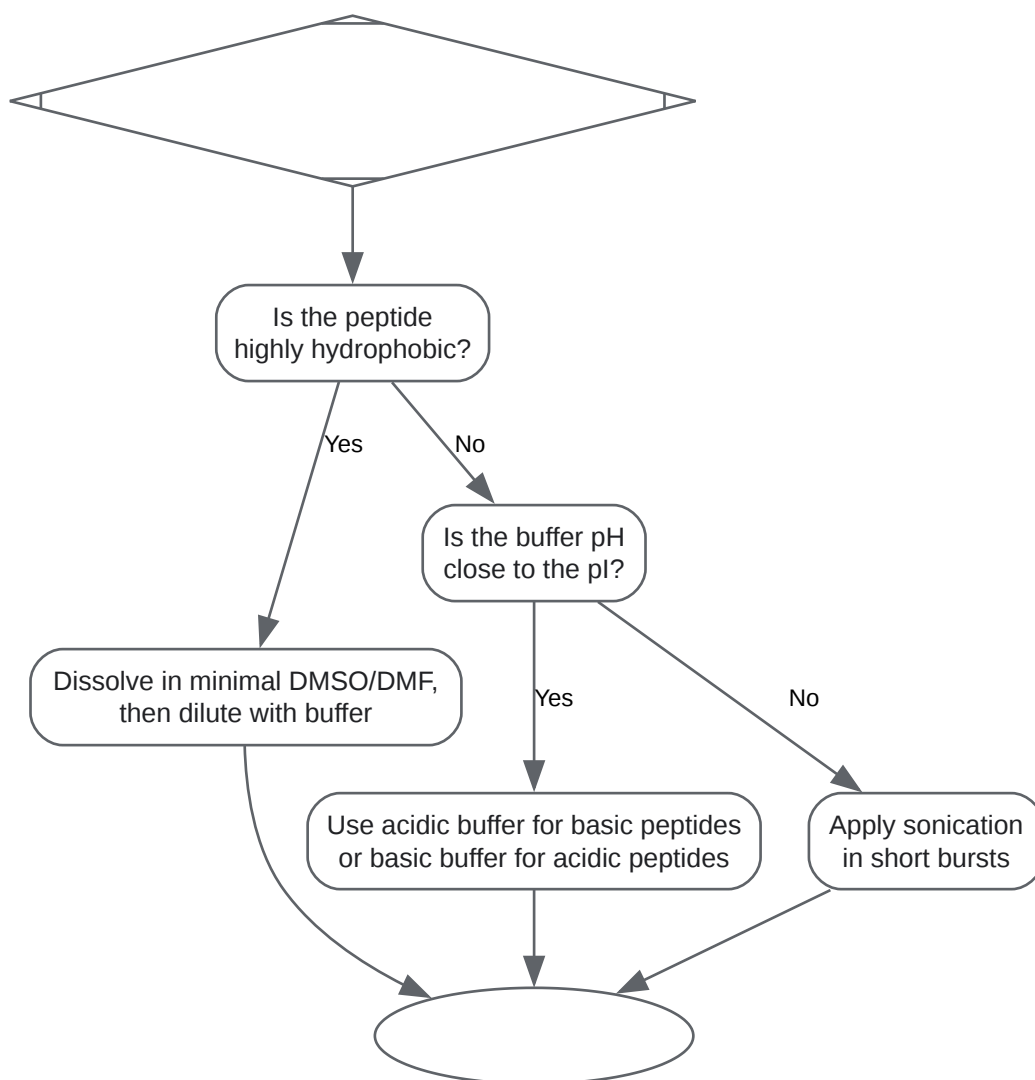 Is the peptide
highly hydrophobic?
Yes
No
Is the buffer pH
close to the pI?
Dissolve in minimal DMSO/DMF,
then dilute with buffer
Yes
No
Use acidic buffer for basic peptides
or basic buffer for acidic peptides
Apply sonication
in short bursts